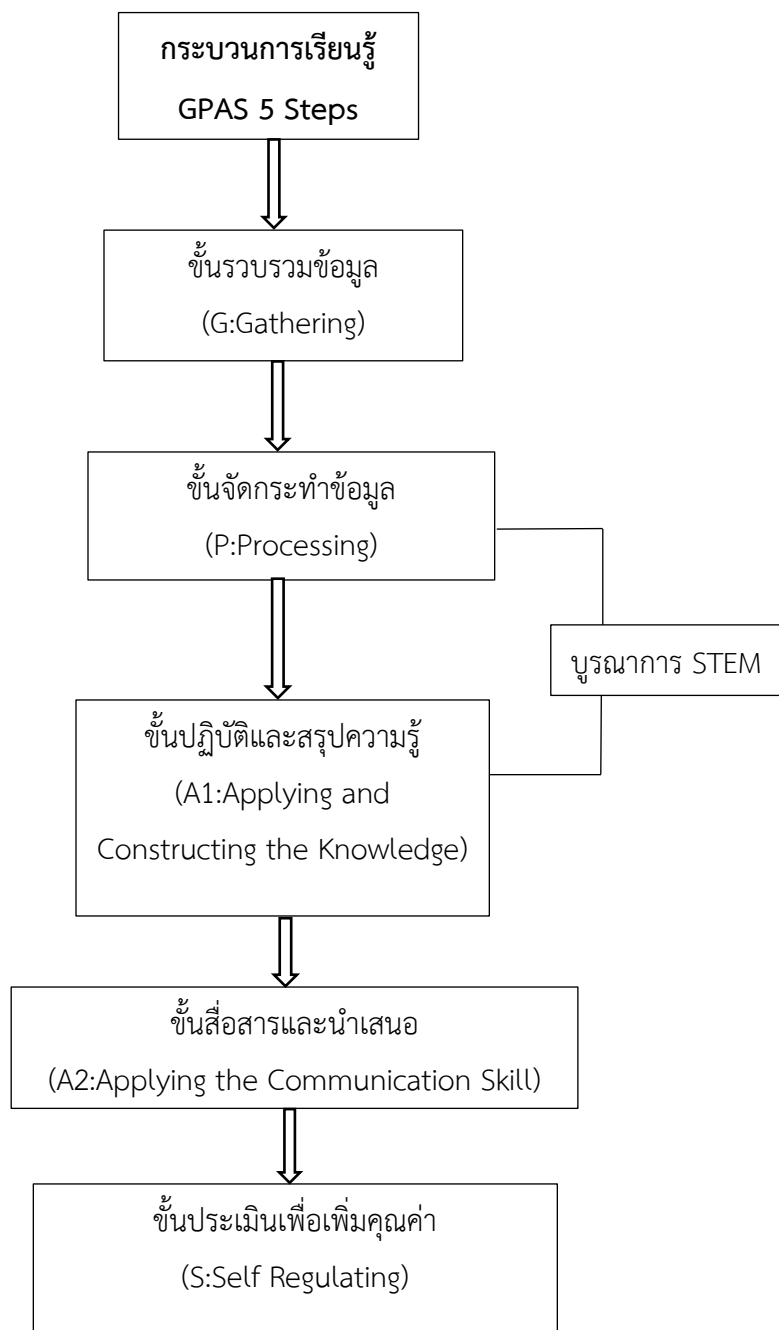 กระบวนการเรียนรู้
GPAS 5 Steps
ขั้นรวบรวมข้อมูล
(G:Gathering)
ขั้นจัดกระทำข้อมูล
(P:Processing)
บูรณาการ STEM
ขั้นปฏิบัติและสรุปความรู้
(A1:Applying and
Constructing the Knowledge)
ขั้นสื่อสารและนำเสนอ
(A2:Applying the Communication Skill)
ขั้นประเมินเพื่อเพิ่มคุณค่า
(S:Self Regulating)